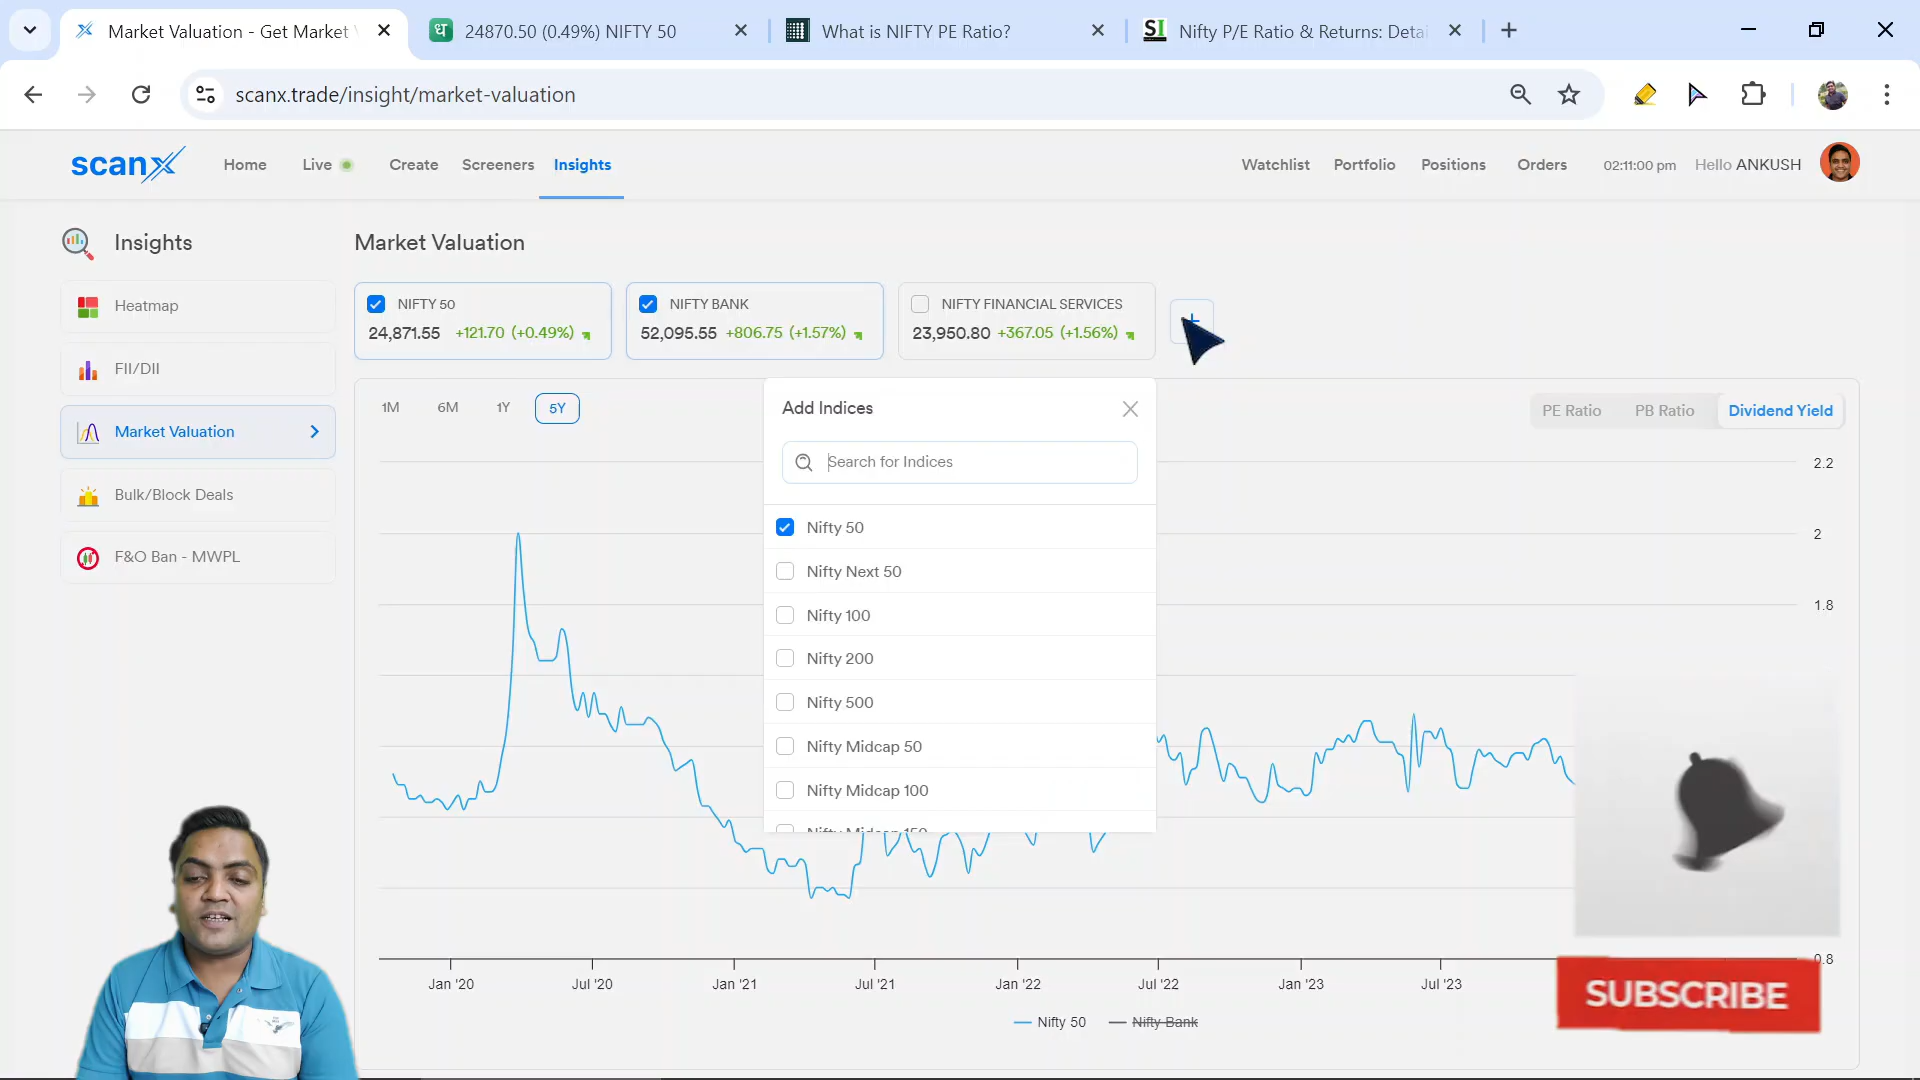 Market Valuation - Get Market
24870.50 (0.49%) NIFTY 50
What is NIFTY PE Ratio?
Nifty P/E Ratio & Returns: Detai
scanx.trade/insight/market-valuation
scanx
Home
Live
Create
Screeners
Insights
Watchlist
Portfolio
Positions
Orders
02:11:00 pm
Hello ANKUSH
Insights
Heatmap
FII/DII
Market Valuation
Bulk/Block Deals
F&O Ban - MWPL
Market Valuation
NIFTY 50
24,871.55 +121.70 (+0.49%)
NIFTY BANK
52,095.55 +806.75 (+1.57%)
NIFTY FINANCIAL SERVICES
23,950.80 +367.05 (+1.56%)
1M 6M 1Y 5Y
PE Ratio PB Ratio Dividend Yield
Add Indices
Search for Indices
Nifty 50
Nifty Next 50
Nifty 100
Nifty 200
Nifty 500
Nifty Midcap 50
Nifty Midcap 100
Nifty Midcap 150
2.2
2
1.8
0.8
Jan '20 Jul '20 Jan '21 Jul '21 Jan '22 Jul '22 Jan '23 Jul '23
Nifty 50 Nifty Bank
SUBSCRIBE